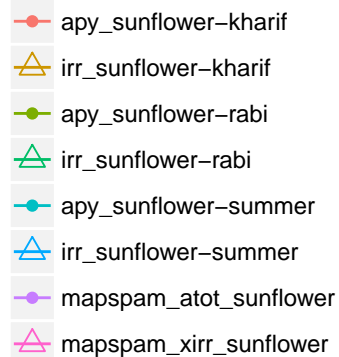 apy_sunflower−kharif
irr_sunflower−kharif
apy_sunflower−rabi
irr_sunflower−rabi
apy_sunflower−summer
irr_sunflower−summer
mapspam_atot_sunflower
mapspam_xirr_sunflower